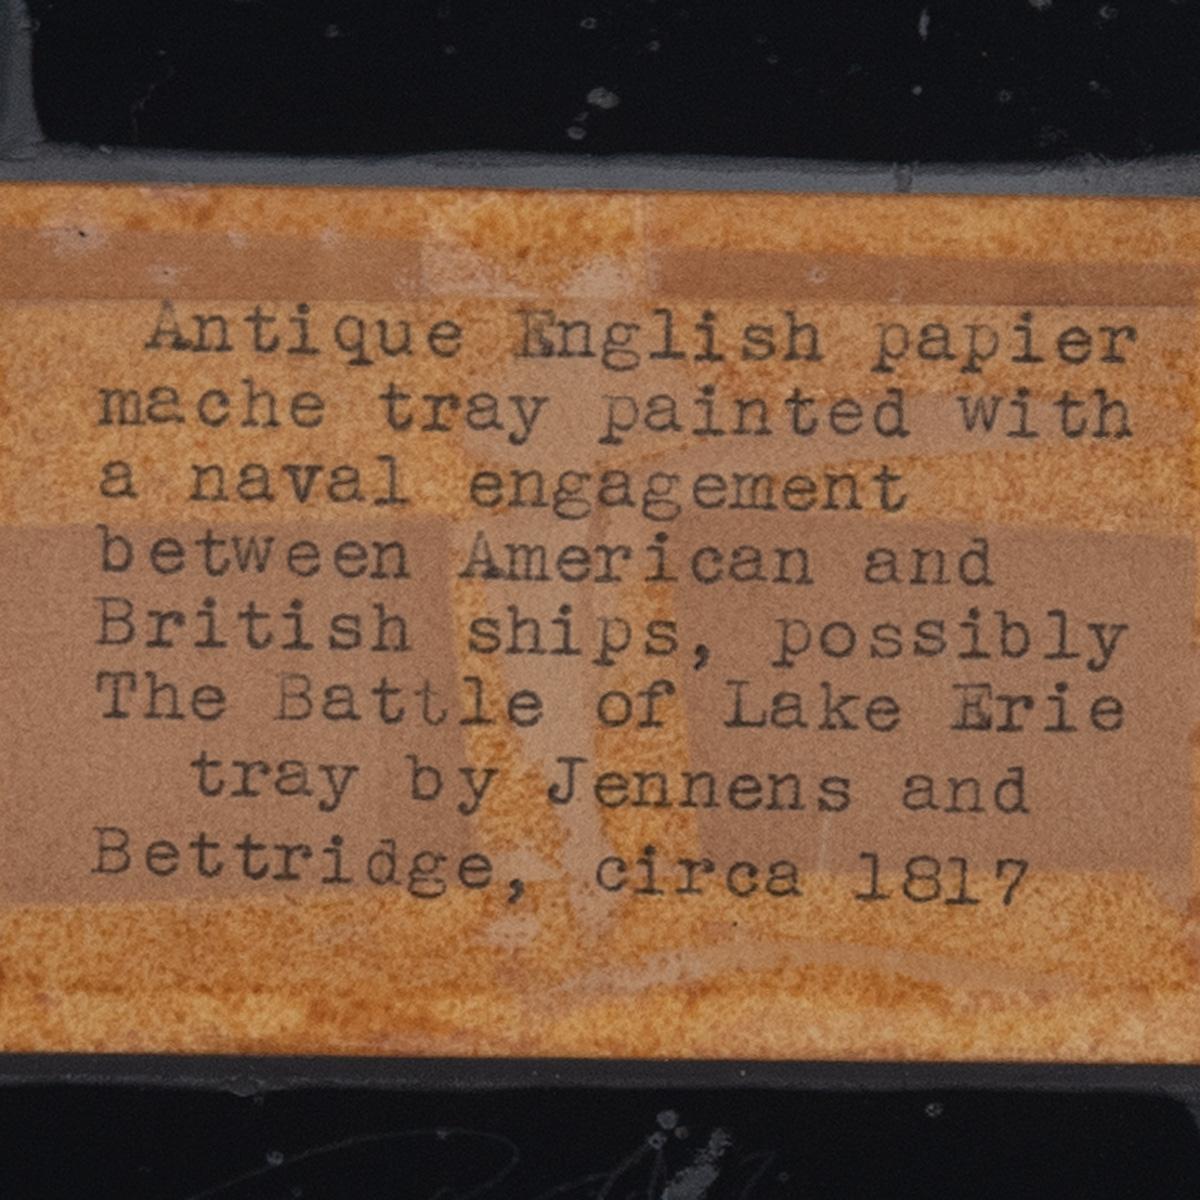 Antique English papier
mache tray painted with
a naval engagement
between American and
British ships, possibly
The Battle of Lake Erie
tray by Jennens and
Bettridge, circa 1817